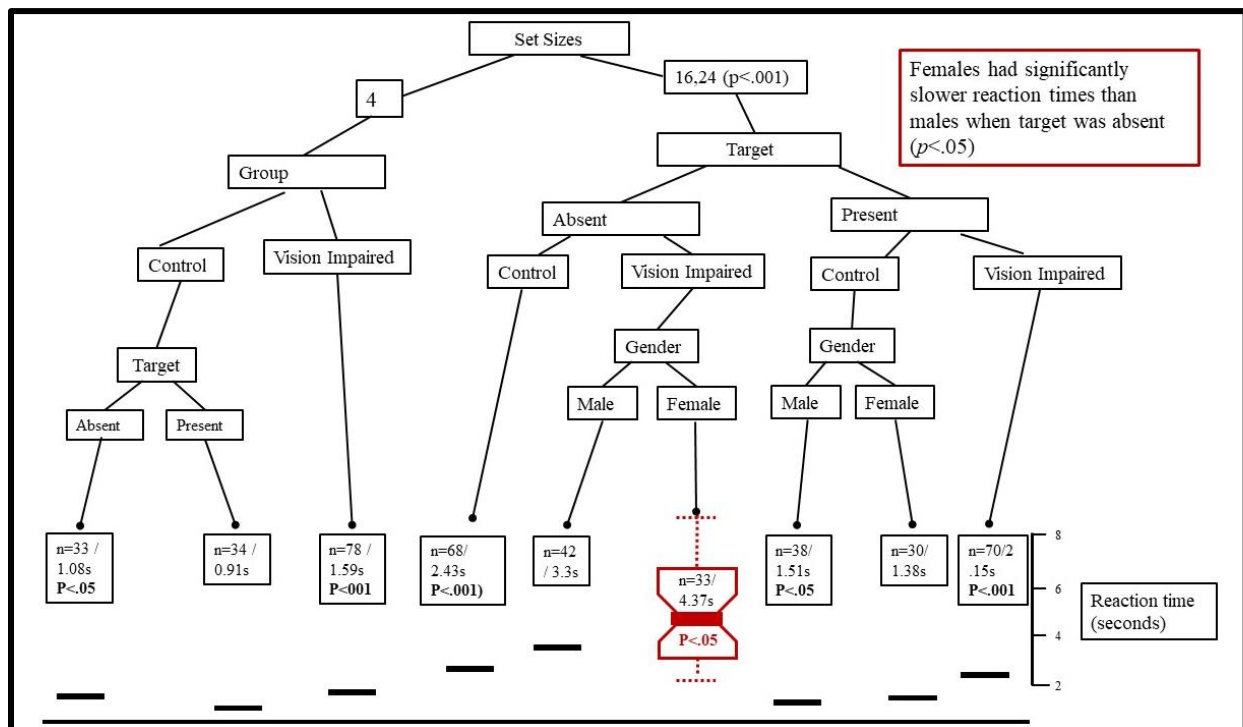 Set Sizes
4
16,24 (p<.001)
Females had significantly
slower reaction times than
males when target was absent
(p<.05)
Group
Target
Absent
Present
Control
Vision Impaired
Control
Vision Impaired
Control
Vision Impaired
Target
Gender
Gender
Absent
Present
Male
Female
Male
Female
n=33 /
1.08s
P<.05
n=34 /
0.91s
n=78 /
1.59s
P<001
n=68/
2.43s
P<.001)
n=42
/ 3.3s
n=33/
4.37s
P<.05
n=38/
1.51s
P<.05
n=30/
1.38s
n=70/2
.15s
P<.001
8
6
4
2
Reaction time
(seconds)